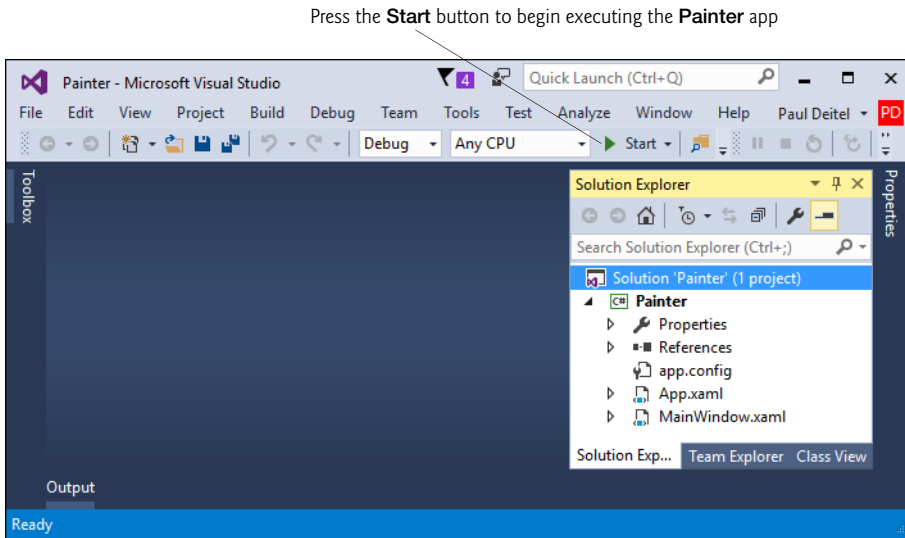 Press the Start button to begin executing the Painter app
Painter - Microsoft Visual Studio
4
Quick Launch (Ctrl+Q)
File Edit View Project Build Debug Team Tools Test Analyze Window Help Paul Deitel PD
Debug Any CPU Start
Toolbox
Solution Explorer
Properties
Search Solution Explorer (Ctrl+;)
Solution 'Painter' (1 project)
C# Painter
Properties
References
app.config
App.xaml
MainWindow.xaml
Solution Exp... Team Explorer Class View
Output
Ready